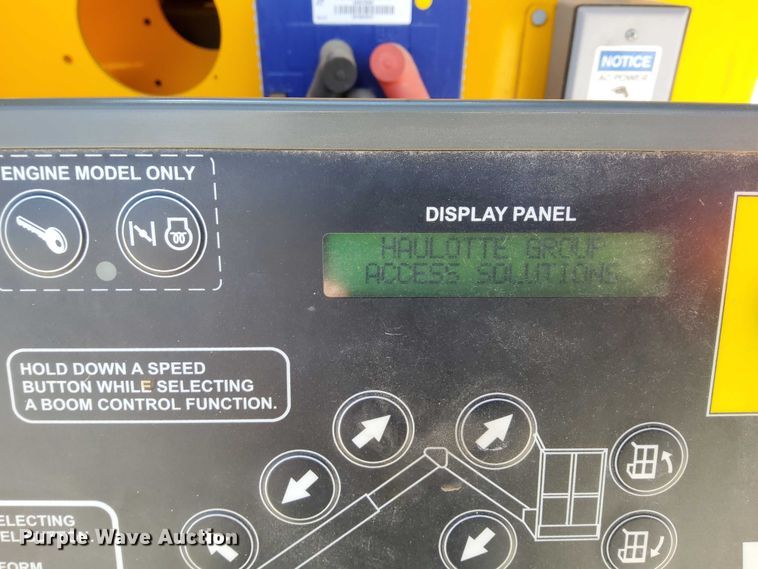 NOTICE
AC POWER
ENGINE MODEL ONLY
DISPLAY PANEL
HAULOTTE GROUP
ACCESS SOLUTIONS
HOLD DOWN A SPEED
BUTTON WHILE SELECTING
A BOOM CONTROL FUNCTION.
Purple Wave Auction